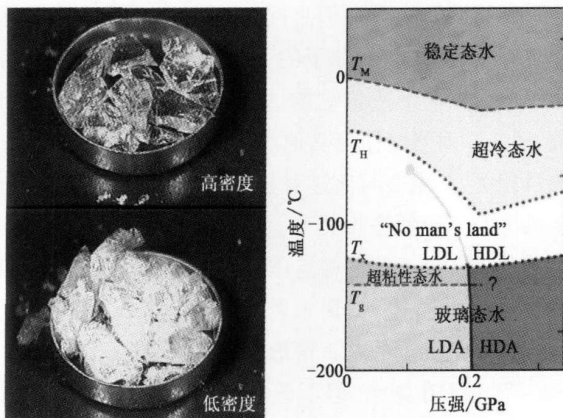 高密度
低密度
稳定态水
T_M
0
超冷态水
T_H
温度/℃
-100
“No man's land”
T_x
LDL
HDL
超粘性态水
?
T_g
玻璃态水
LDA
HDA
-200
0
0.2
压强/GPa